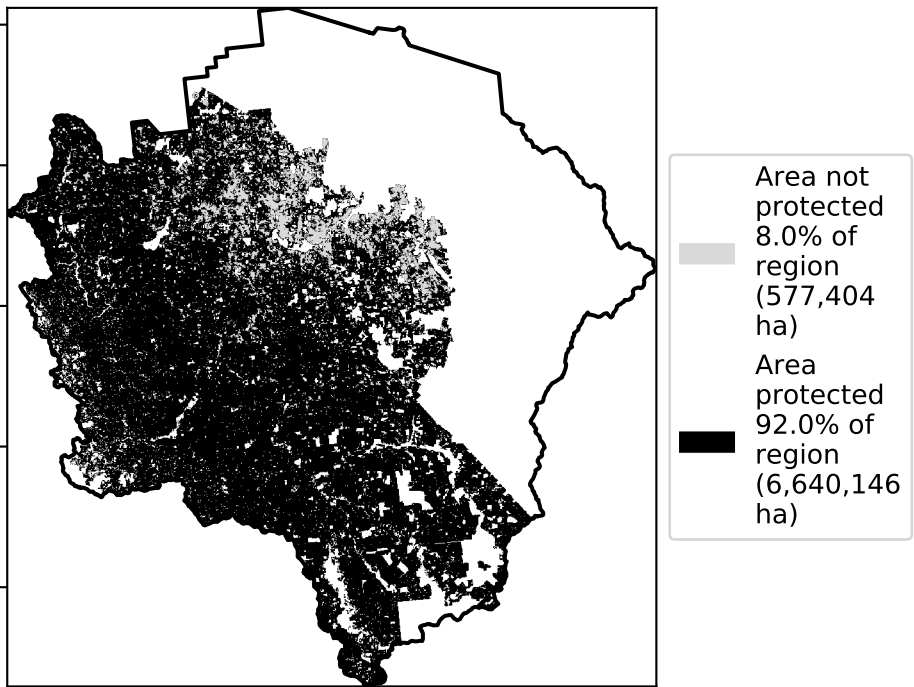 Area not
protected
8.0% of
region
(577,404
ha)
Area
protected
92.0% of
region
(6,640,146
ha)